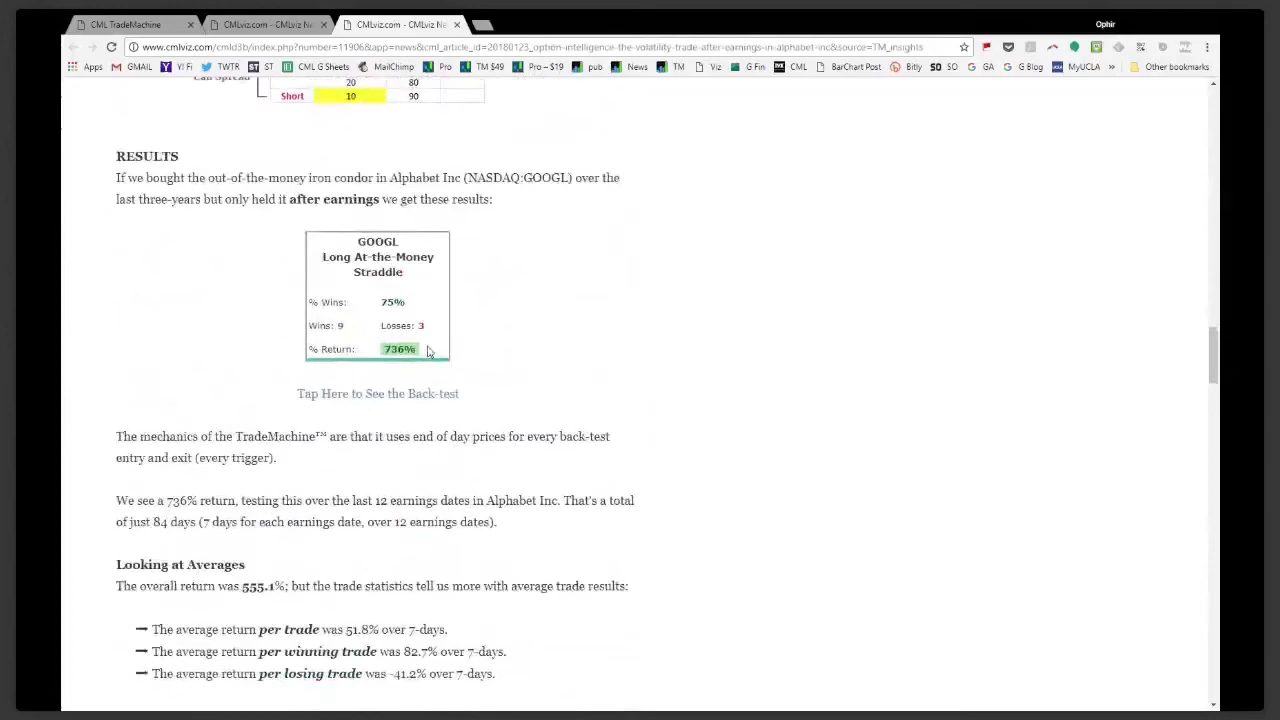 CML TradeMachine
CMLviz.com - CMLviz Ne
CMLviz.com - CMLviz Ne
Ophir
www.cmlviz.com/cmld3b/index.php?number=11906&app=news&cml_article_id=20180123_option-intelligence-the-volatility-trade-after-earnings-in-alphabet-inc&source=TM_insights
Apps GMAIL Y! Fi TWTR ST CML G Sheets MailChimp Pro TM $49 Pro - $19 pub News TM Viz G Fin CML BarChart Post Bitly SO GA G Blog MyUCLA » Other bookmarks
Call Spread
20 80
Short 10 90
RESULTS
If we bought the out-of-the-money iron condor in Alphabet Inc (NASDAQ:GOOGL) over the
last three-years but only held it after earnings we get these results:
GOOGL
Long At-the-Money
Straddle
% Wins: 75%
Wins: 9 Losses: 3
% Return: 736%
Tap Here to See the Back-test
The mechanics of the TradeMachine™ are that it uses end of day prices for every back-test
entry and exit (every trigger).
We see a 736% return, testing this over the last 12 earnings dates in Alphabet Inc. That's a total
of just 84 days (7 days for each earnings date, over 12 earnings dates).
Looking at Averages
The overall return was 555.1%; but the trade statistics tell us more with average trade results:
➞ The average return per trade was 51.8% over 7-days.
➞ The average return per winning trade was 82.7% over 7-days.
➞ The average return per losing trade was -41.2% over 7-days.